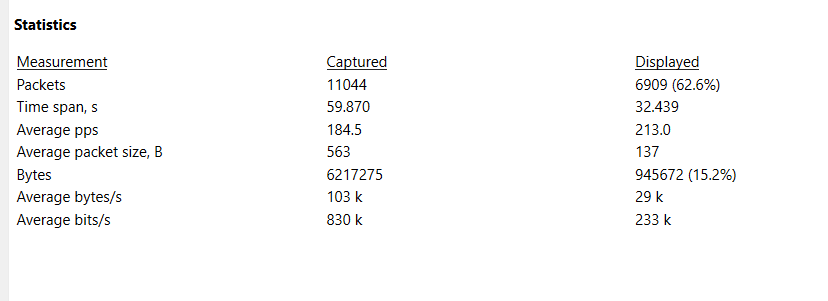 Statistics
Measurement Captured Displayed
Packets 11044 6909 (62.6%)
Time span, s 59.870 32.439
Average pps 184.5 213.0
Average packet size, B 563 137
Bytes 6217275 945672 (15.2%)
Average bytes/s 103 k 29 k
Average bits/s 830 k 233 k